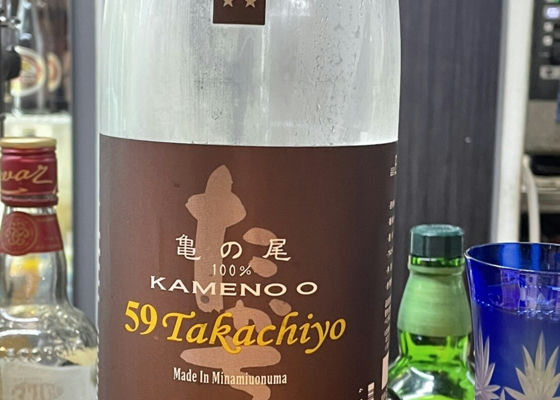 亀の尾
100%
KAMENO O
59 Takachiyo
Made In Minamiuonuma